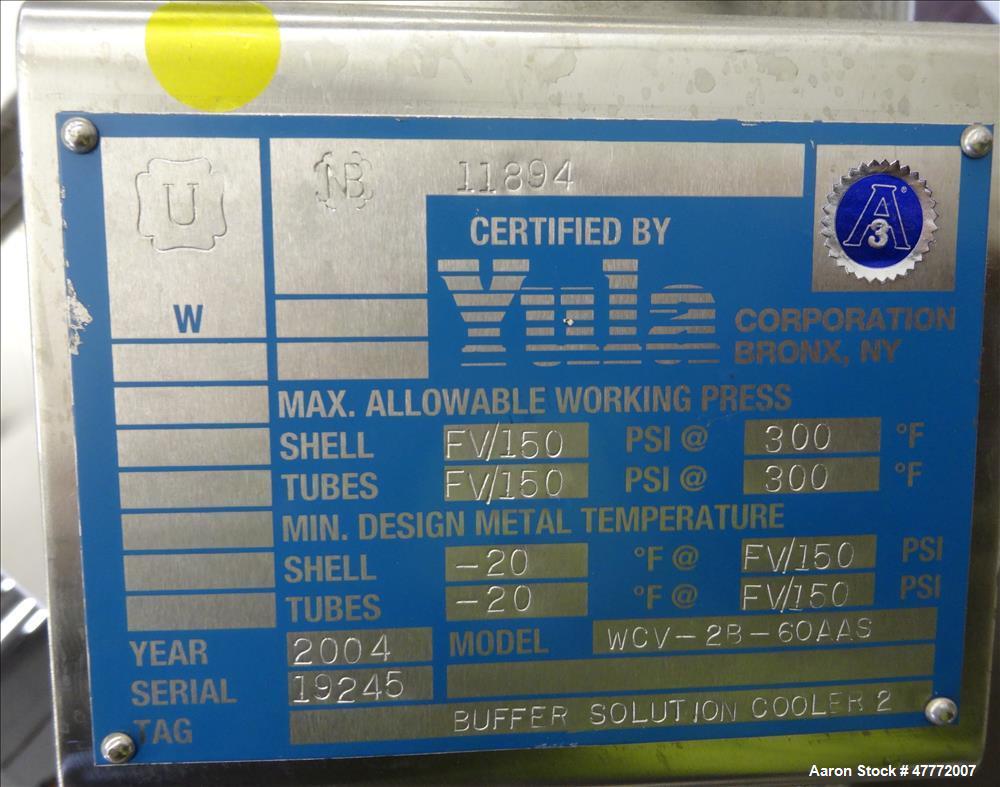 U
W
NB 11894
A
3
CERTIFIED BY
Yula CORPORATION
BRONX, NY
MAX. ALLOWABLE WORKING PRESS
SHELL FV/150 PSI @ 300 °F
TUBES FV/150 PSI @ 300 °F
MIN. DESIGN METAL TEMPERATURE
SHELL -20 °F @ FV/150 PSI
TUBES -20 °F @ FV/150 PSI
YEAR 2004 MODEL WCV-2B-60AAS
SERIAL 19245
TAG BUFFER SOLUTION COOLER 2
Aaron Stock # 47772007